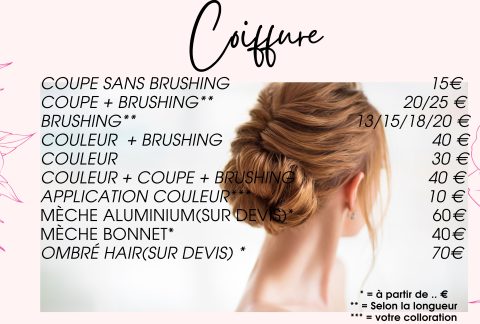 Coiffure
COUPE SANS BRUSHING 15€
COUPE + BRUSHING** 20/25 €
BRUSHING** 13/15/18/20 €
COULEUR + BRUSHING 40 €
COULEUR 30 €
COULEUR + COUPE + BRUSHING 40 €
APPLICATION COULEUR*** 10 €
MÈCHE ALUMINIUM(SUR DEVIS)* 60€
MÈCHE BONNET* 40€
OMBRÉ HAIR(SUR DEVIS) * 70€
* = à partir de .. €
** = Selon la longueur
*** = votre colloration